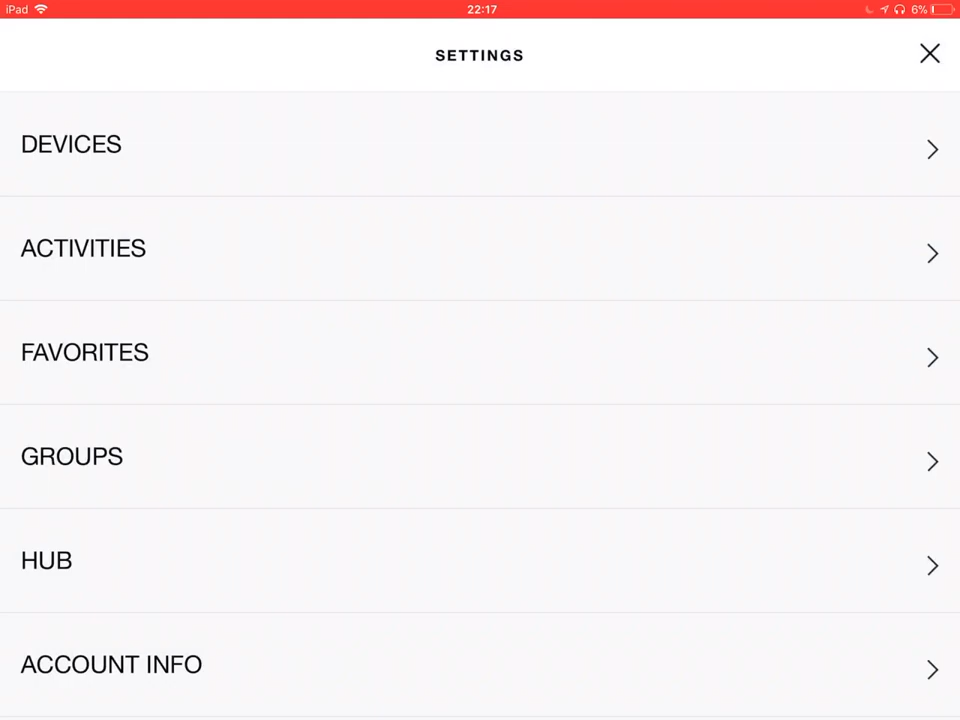 iPad 22:17 6%
SETTINGS
DEVICES
ACTIVITIES
FAVORITES
GROUPS
HUB
ACCOUNT INFO